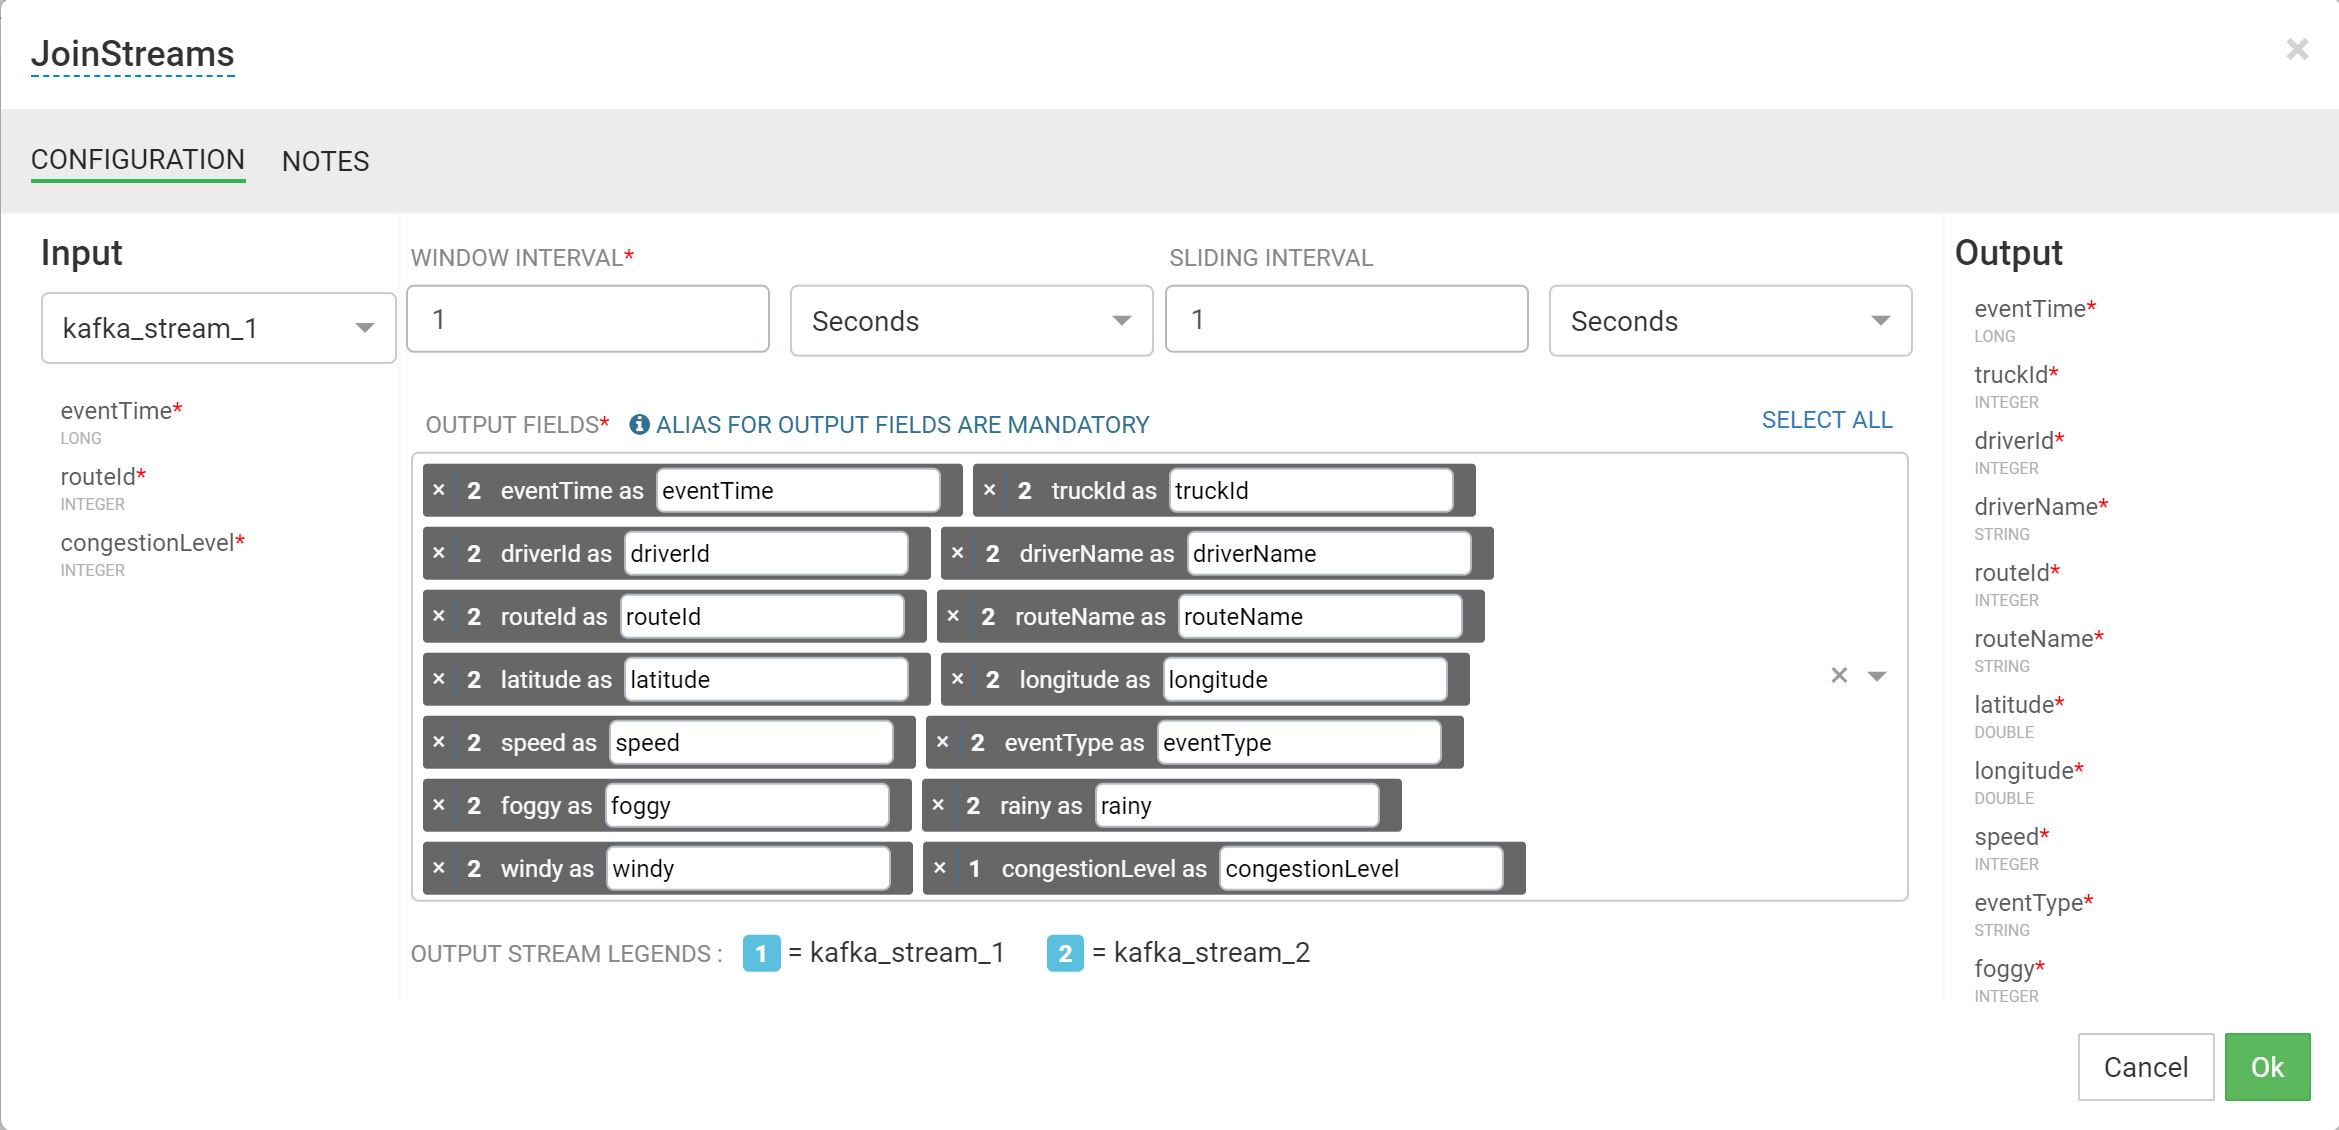 JoinStreams
×
CONFIGURATION NOTES
Input
kafka_stream_1
eventTime*
LONG
routeId*
INTEGER
congestionLevel*
INTEGER
WINDOW INTERVAL* SLIDING INTERVAL
1 Seconds 1 Seconds
OUTPUT FIELDS* ALIAS FOR OUTPUT FIELDS ARE MANDATORY SELECT ALL
× 2 eventTime as eventTime × 2 truckId as truckId
× 2 driverId as driverId × 2 driverName as driverName
× 2 routeId as routeId × 2 routeName as routeName
× 2 latitude as latitude × 2 longitude as longitude
×
× 2 speed as speed × 2 eventType as eventType
× 2 foggy as foggy × 2 rainy as rainy
× 2 windy as windy × 1 congestionLevel as congestionLevel
OUTPUT STREAM LEGENDS : 1 = kafka_stream_1 2 = kafka_stream_2
Output
eventTime*
LONG
truckId*
INTEGER
driverId*
INTEGER
driverName*
STRING
routeId*
INTEGER
routeName*
STRING
latitude*
DOUBLE
longitude*
DOUBLE
speed*
INTEGER
eventType*
STRING
foggy*
INTEGER
Cancel Ok